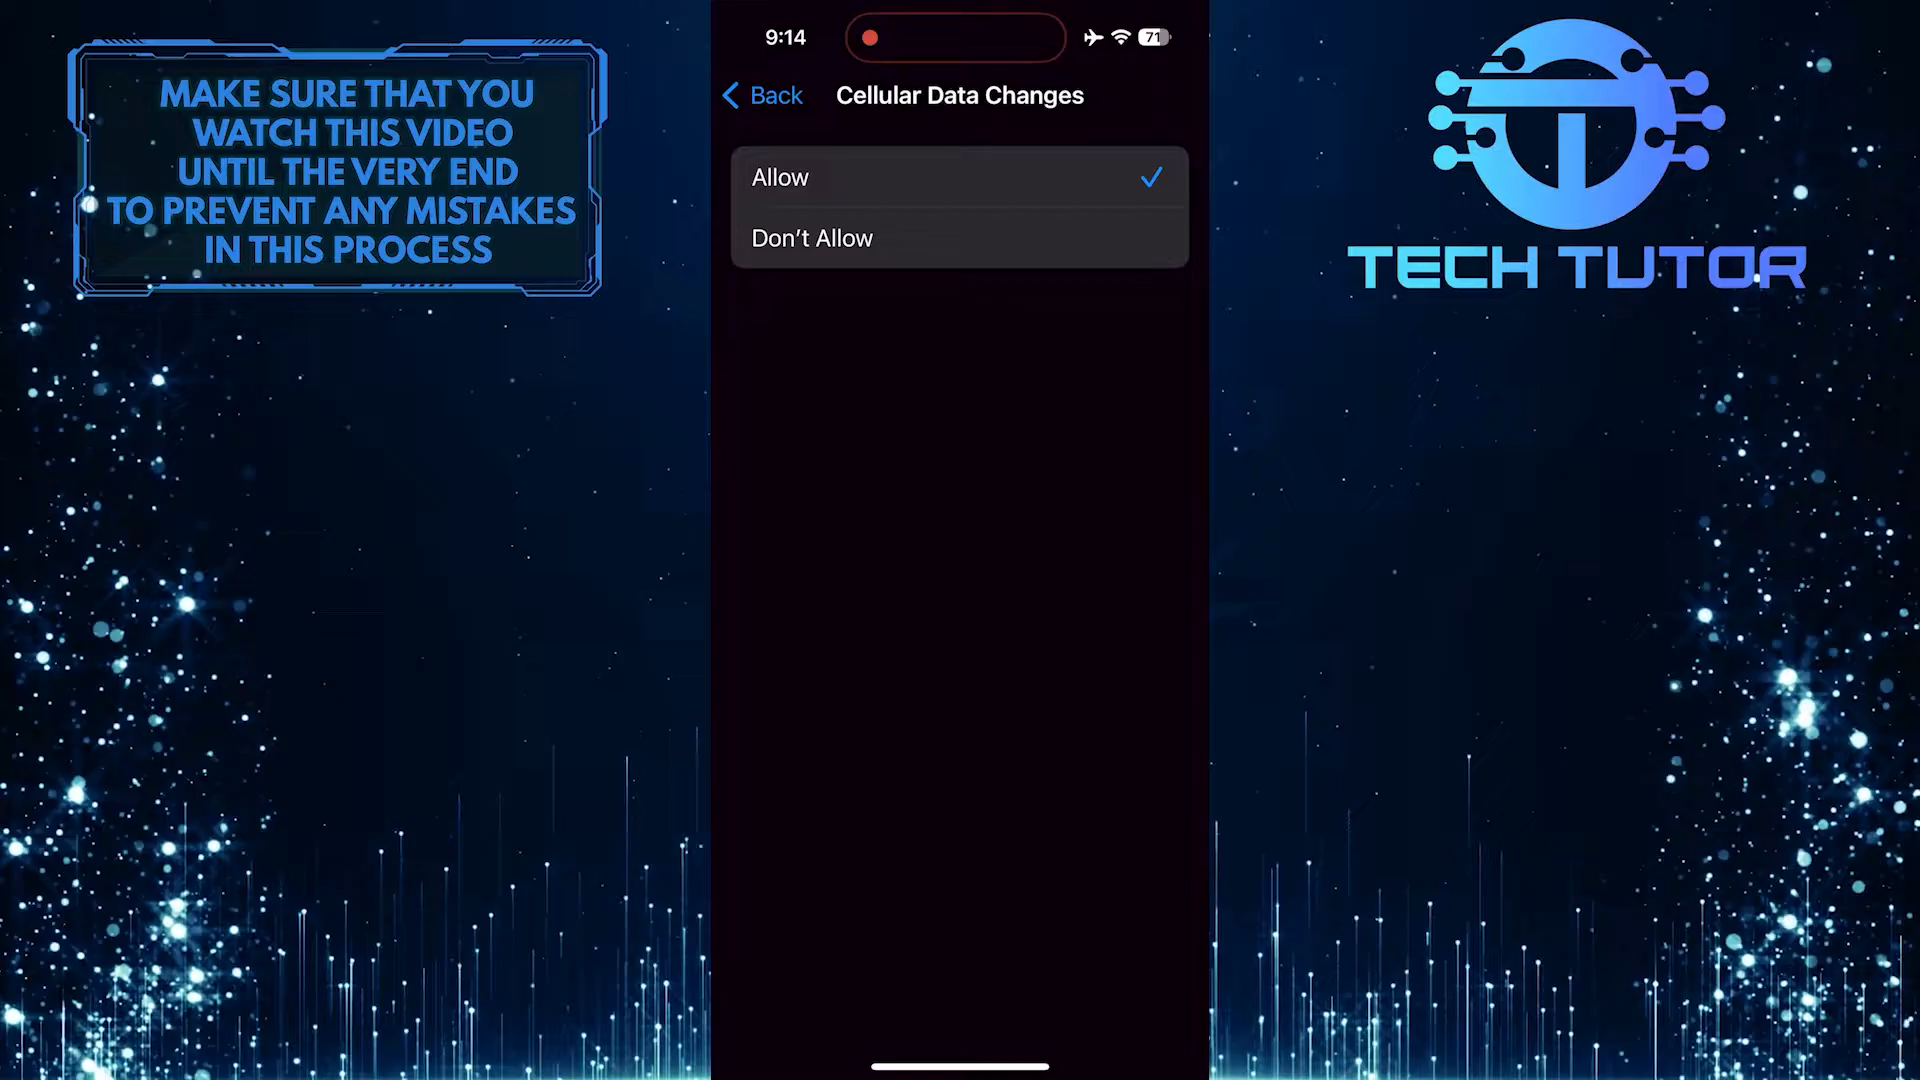 MAKE SURE THAT YOU
WATCH THIS VIDEO
UNTIL THE VERY END
TO PREVENT ANY MISTAKES
IN THIS PROCESS
9:14
71
Back
Cellular Data Changes
Allow
Don’t Allow
TECH TUTOR